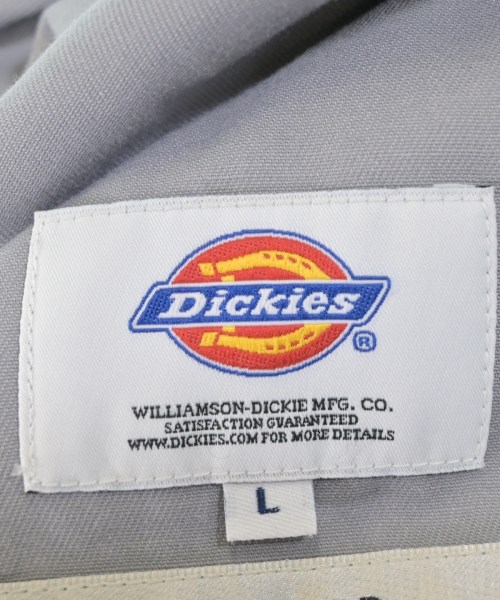 Dickies
®
WILLIAMSON-DICKIE MFG. CO.
SATISFACTION GUARANTEED
WWW.DICKIES.COM FOR MORE DETAILS
L